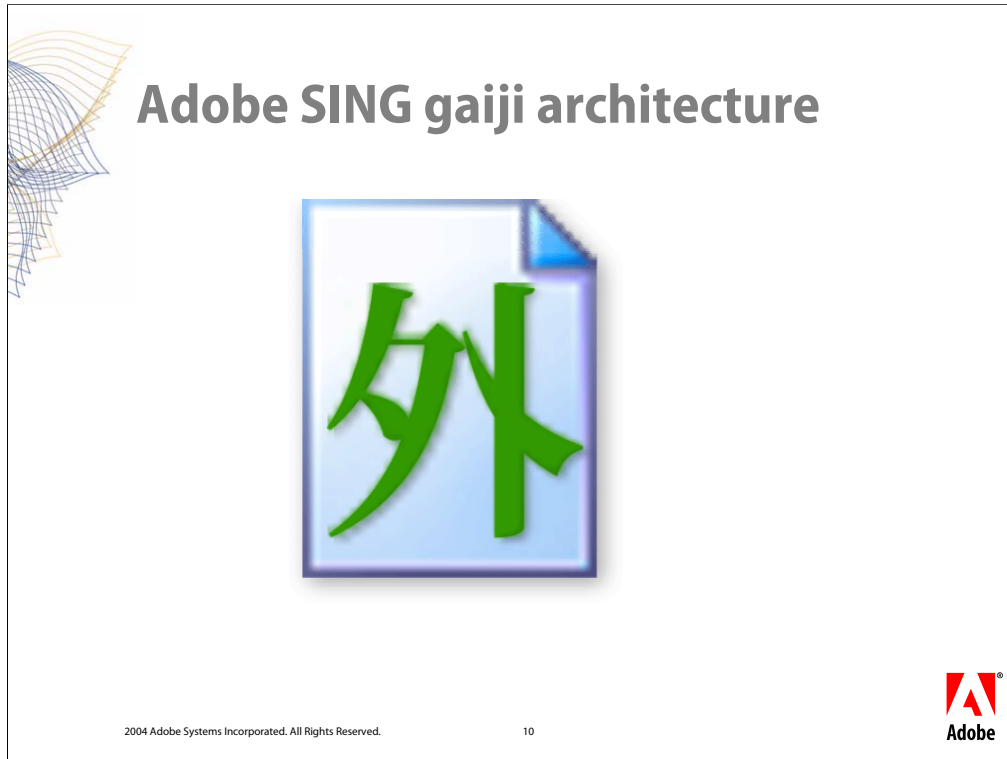 Adobe SING gaiji architecture
外
2004 Adobe Systems Incorporated. All Rights Reserved.
10
Adobe®